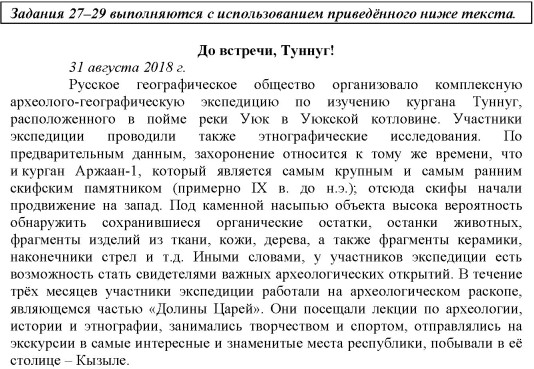 Задания 27–29 выполняются с использованием приведённого ниже текста.
До встречи, Туннуг!
31 августа 2018 г.
Русское географическое общество организовало комплексную
археолого-географическую экспедицию по изучению кургана Туннуг,
расположенного в пойме реки Уюк в Уюкской котловине. Участники
экспедиции проводили также этнографические исследования. По
предварительным данным, захоронение относится к тому же времени, что
и курган Аржаан-1, который является самым крупным и самым ранним
скифским памятником (примерно IX в. до н.э.); отсюда скифы начали
продвижение на запад. Под каменной насыпью объекта высока вероятность
обнаружить сохранившиеся органические остатки, останки животных,
фрагменты изделий из ткани, кожи, дерева, а также фрагменты керамики,
наконечники стрел и т.д. Иными словами, у участников экспедиции есть
возможность стать свидетелями важных археологических открытий. В течение
трёх месяцев участники экспедиции работали на археологическом раскопе,
являющемся частью «Долины Царей». Они посещали лекции по археологии,
истории и этнографии, занимались творчеством и спортом, отправлялись на
экскурсии в самые интересные и знаменитые места республики, побывали в её
столице – Кызыле.